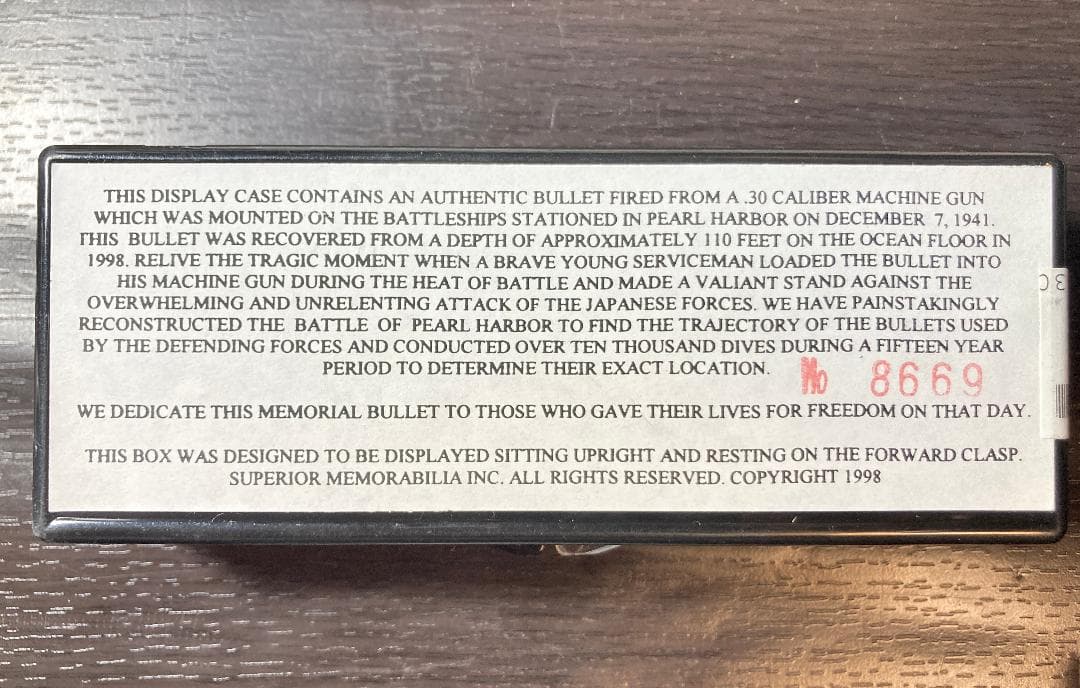 THIS DISPLAY CASE CONTAINS AN AUTHENTIC BULLET FIRED FROM A .30 CALIBER MACHINE GUN
WHICH WAS MOUNTED ON THE BATTLESHIPS STATIONED IN PEARL HARBOR ON DECEMBER 7, 1941.
THIS BULLET WAS RECOVERED FROM A DEPTH OF APPROXIMATELY 110 FEET ON THE OCEAN FLOOR IN
1998. RELIVE THE TRAGIC MOMENT WHEN A BRAVE YOUNG SERVICEMAN LOADED THE BULLET INTO
HIS MACHINE GUN DURING THE HEAT OF BATTLE AND MADE A VALIANT STAND AGAINST THE
OVERWHELMING AND UNRELENTING ATTACK OF THE JAPANESE FORCES. WE HAVE PAINSTAKINGLY
RECONSTRUCTED THE BATTLE OF PEARL HARBOR TO FIND THE TRAJECTORY OF THE BULLETS USED
BY THE DEFENDING FORCES AND CONDUCTED OVER TEN THOUSAND DIVES DURING A FIFTEEN YEAR
PERIOD TO DETERMINE THEIR EXACT LOCATION.
No 8669
WE DEDICATE THIS MEMORIAL BULLET TO THOSE WHO GAVE THEIR LIVES FOR FREEDOM ON THAT DAY.
THIS BOX WAS DESIGNED TO BE DISPLAYED SITTING UPRIGHT AND RESTING ON THE FORWARD CLASP.
SUPERIOR MEMORABILIA INC. ALL RIGHTS RESERVED. COPYRIGHT 1998